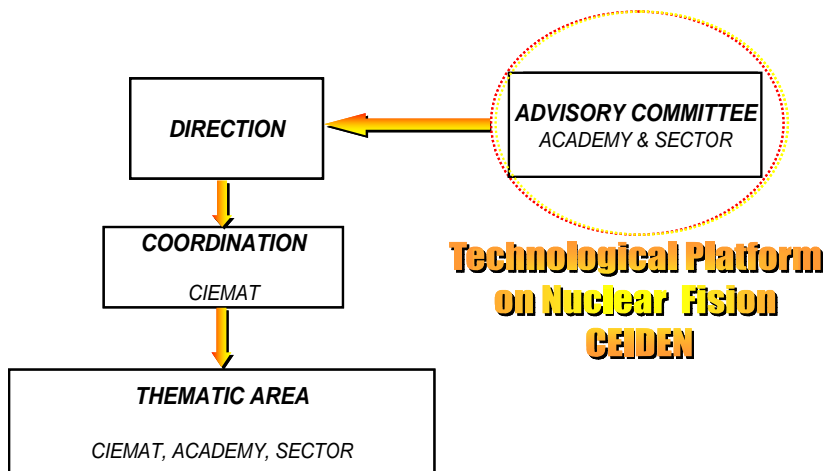 DIRECTION
ADVISORY COMMITTEE
ACADEMY & SECTOR
COORDINATION
CIEMAT
Technological Platform
on Nuclear Fision
CEIDEN
THEMATIC AREA
CIEMAT, ACADEMY, SECTOR